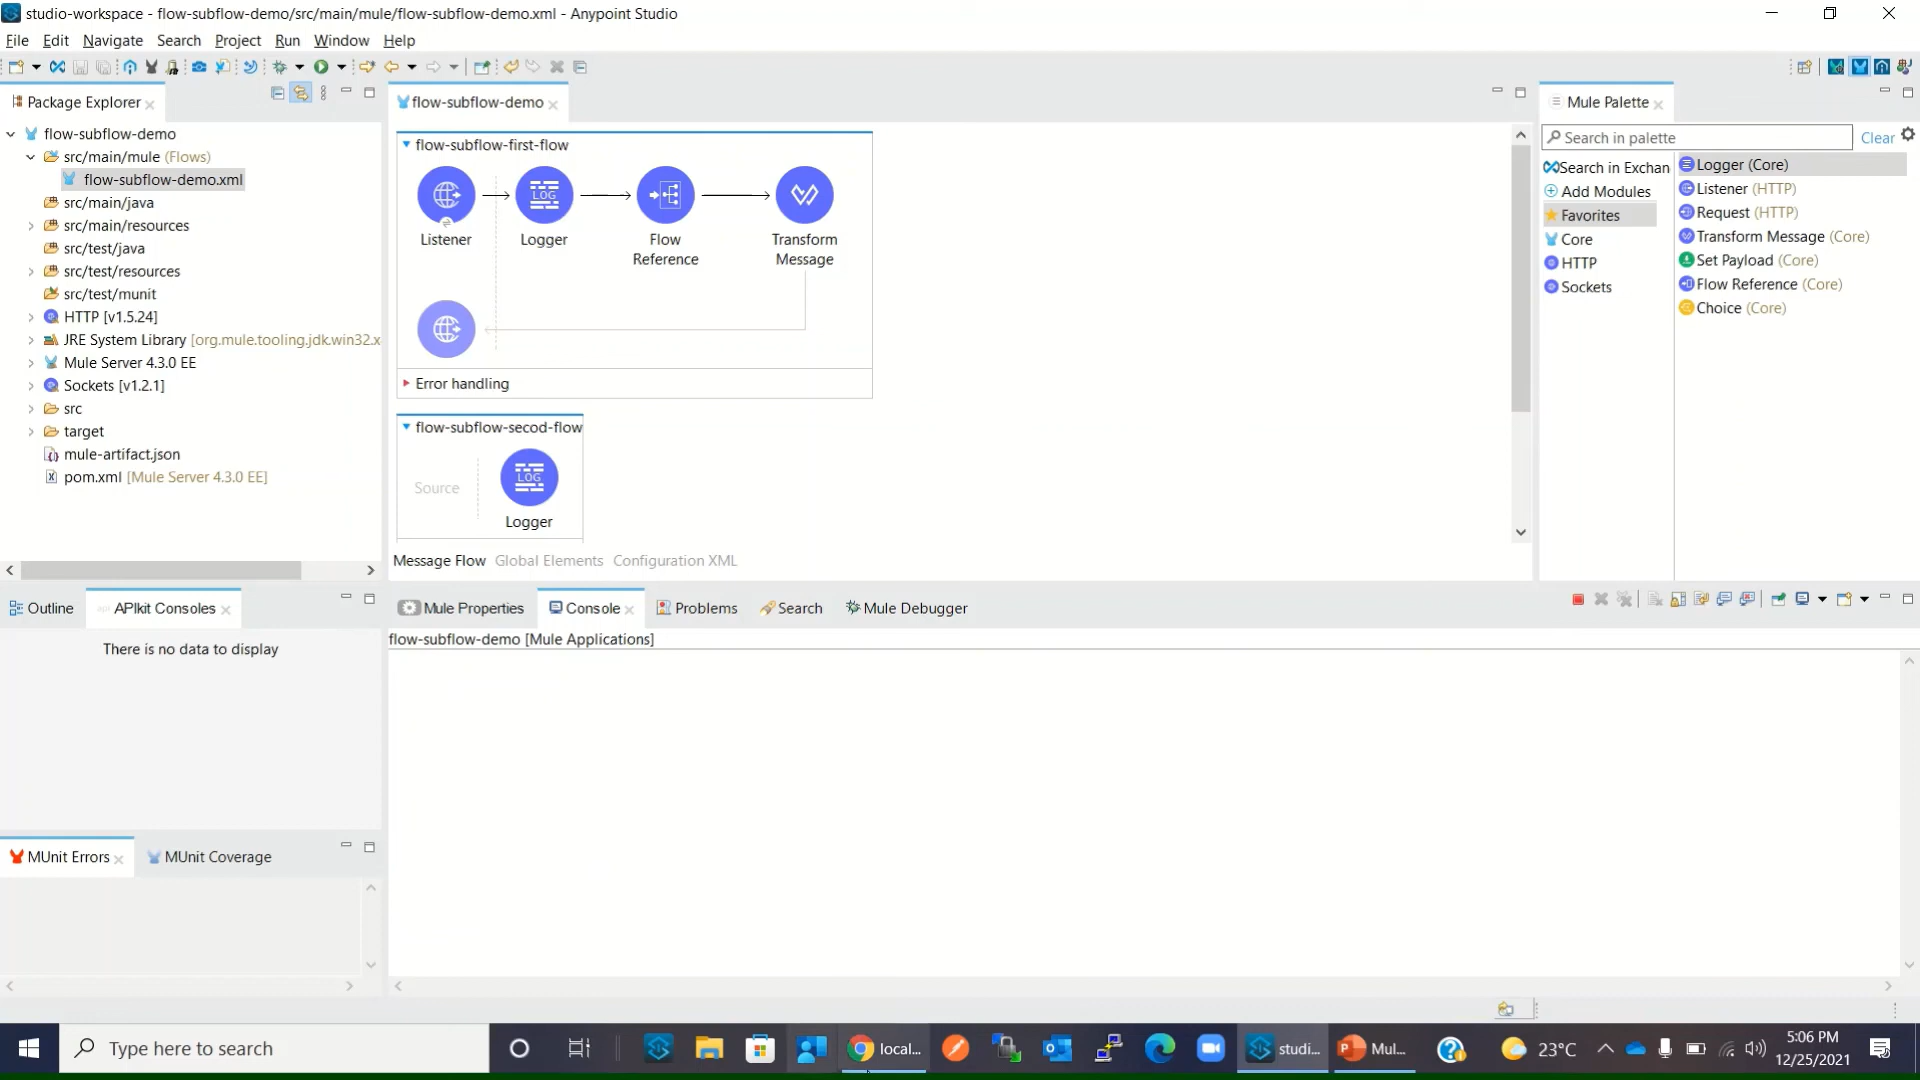 studio-workspace - flow-subflow-demo/src/main/mule/flow-subflow-demo.xml - Anypoint Studio
File Edit Navigate Search Project Run Window Help
Package Explorer
flow-subflow-demo
src/main/mule (Flows)
flow-subflow-demo.xml
src/main/java
src/main/resources
src/test/java
src/test/resources
src/test/munit
HTTP [v1.5.24]
JRE System Library [org.mule.tooling.jdk.win32.x
Mule Server 4.3.0 EE
Sockets [v1.2.1]
src
target
mule-artifact.json
pom.xml [Mule Server 4.3.0 EE]
flow-subflow-demo
flow-subflow-first-flow
Listener
LOG
Logger
Flow
Reference
Transform
Message
Error handling
flow-subflow-secod-flow
Source
LOG
Logger
Message Flow Global Elements Configuration XML
Mule Palette
Search in palette
Clear
Search in Exchan
Add Modules
Favorites
Core
HTTP
Sockets
Logger (Core)
Listener (HTTP)
Request (HTTP)
Transform Message (Core)
Set Payload (Core)
Flow Reference (Core)
Choice (Core)
Outline
APIkit Consoles
There is no data to display
Mule Properties
Console
Problems
Search
Mule Debugger
flow-subflow-demo [Mule Applications]
MUnit Errors
MUnit Coverage
Type here to search
local...
studi...
Mul...
23°C
5:06 PM
12/25/2021